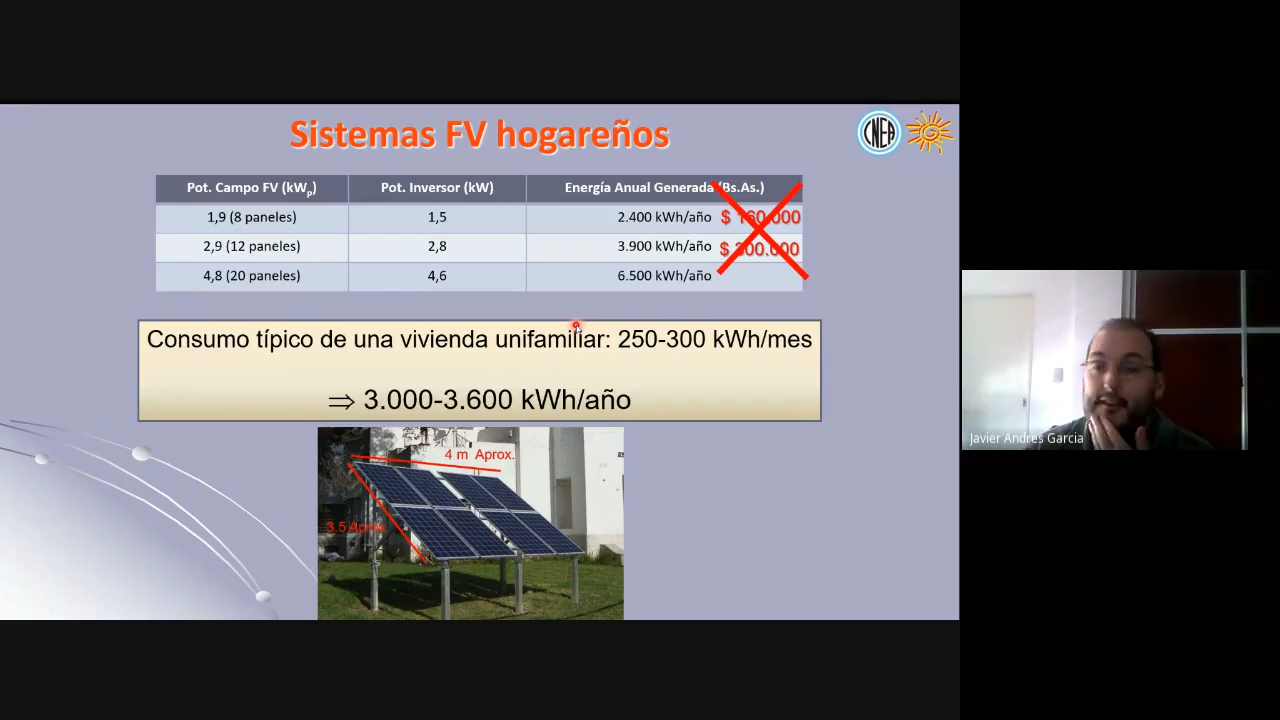 Sistemas FV hogareños
CNEA
Pot. Campo FV (kWp) Pot. Inversor (kW) Energía Anual Generada (Bs.As.)
1,9 (8 paneles) 1,5 2.400 kWh/año $ 160.000
2,9 (12 paneles) 2,8 3.900 kWh/año $ 300.000
4,8 (20 paneles) 4,6 6.500 kWh/año
Consumo típico de una vivienda unifamiliar: 250-300 kWh/mes
⇒ 3.000-3.600 kWh/año
4 m Aprox.
3.5 Aprox.
Javier Andres Garcia